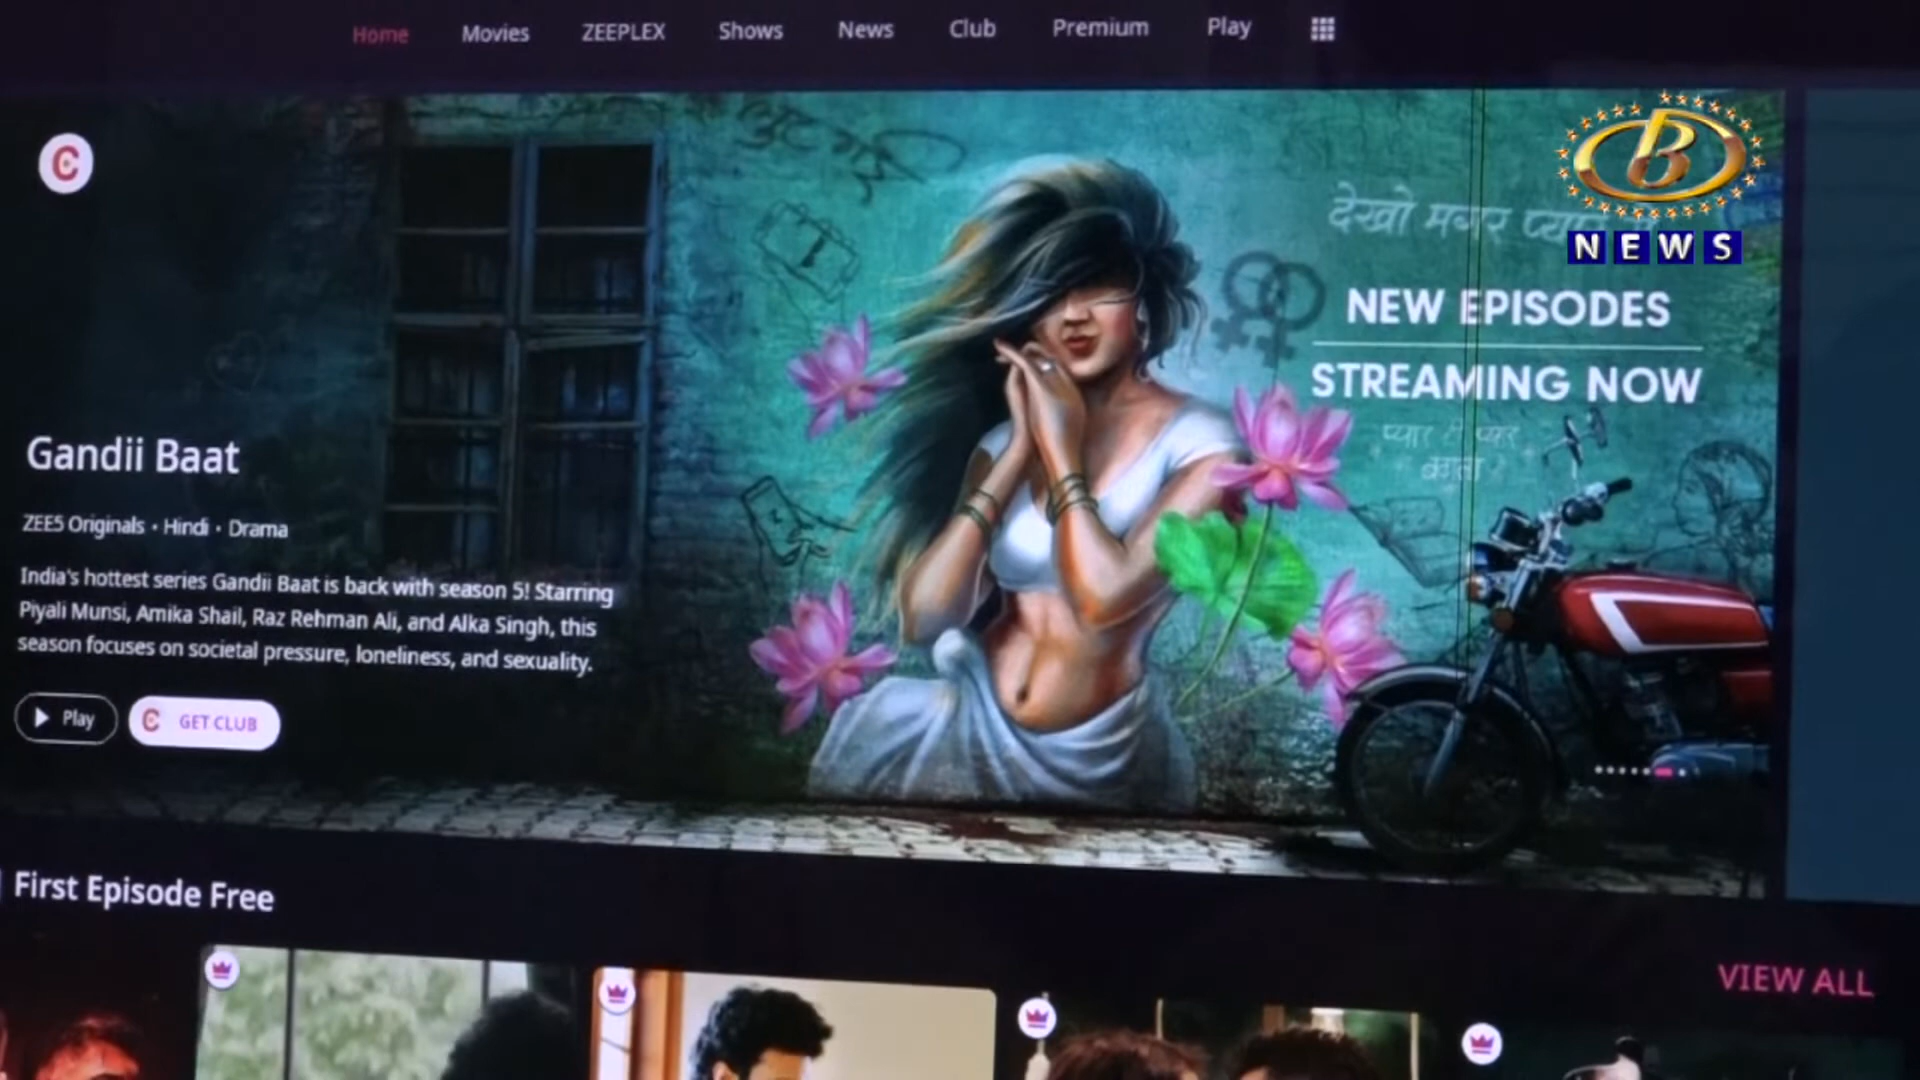 Home Movies ZEEPLEX Shows News Club Premium Play
लुट गए
B
NEWS
देखो मगर प्यार
NEW EPISODES
STREAMING NOW
Gandii Baat
ZEE5 Originals • Hindi • Drama
India's hottest series Gandii Baat is back with season 5! Starring
Piyali Munsi, Amika Shail, Raz Rehman Ali, and Alka Singh, this
season focuses on societal pressure, loneliness, and sexuality.
Play
C GET CLUB
First Episode Free
VIEW ALL